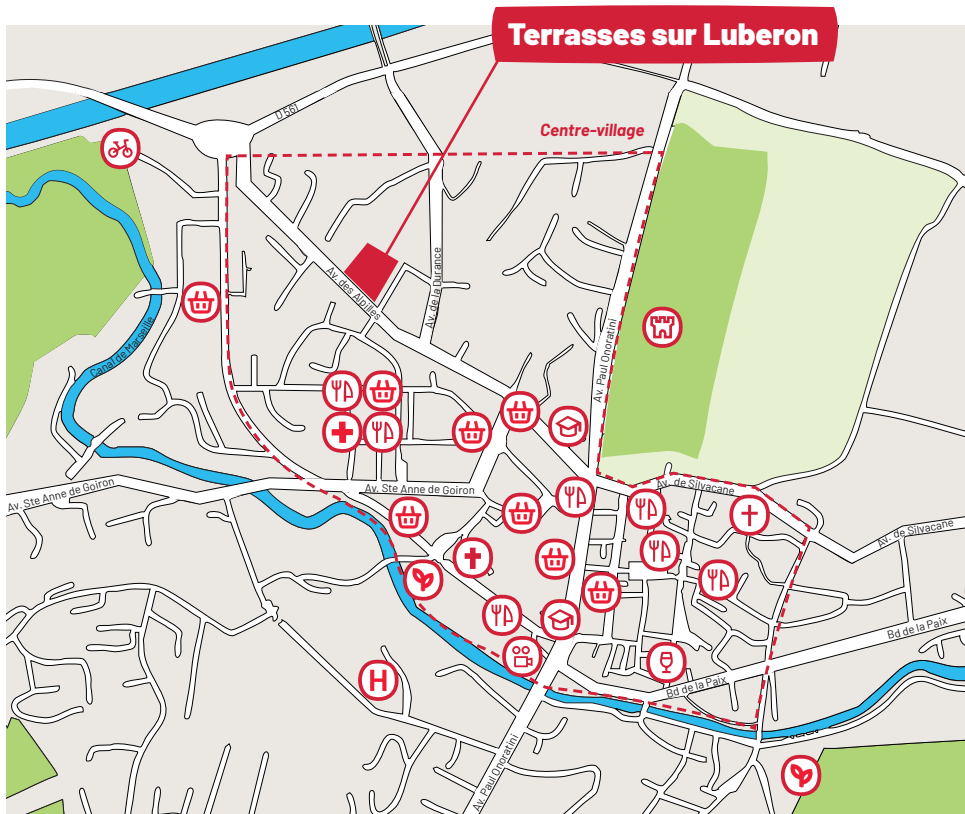 Terrasses sur Luberon
D 561
Centre-village
Av. de la Durance
Av. des Alpilles
Av. Paul Onoratini
Canal de Marseille
Av. Ste Anne de Goiron
Av. Ste Anne de Goiron
Av. de Silvacane
Av. de Silvacane
Bd de la Paix
H
Bd de la Paix
Av. Paul Onoratini